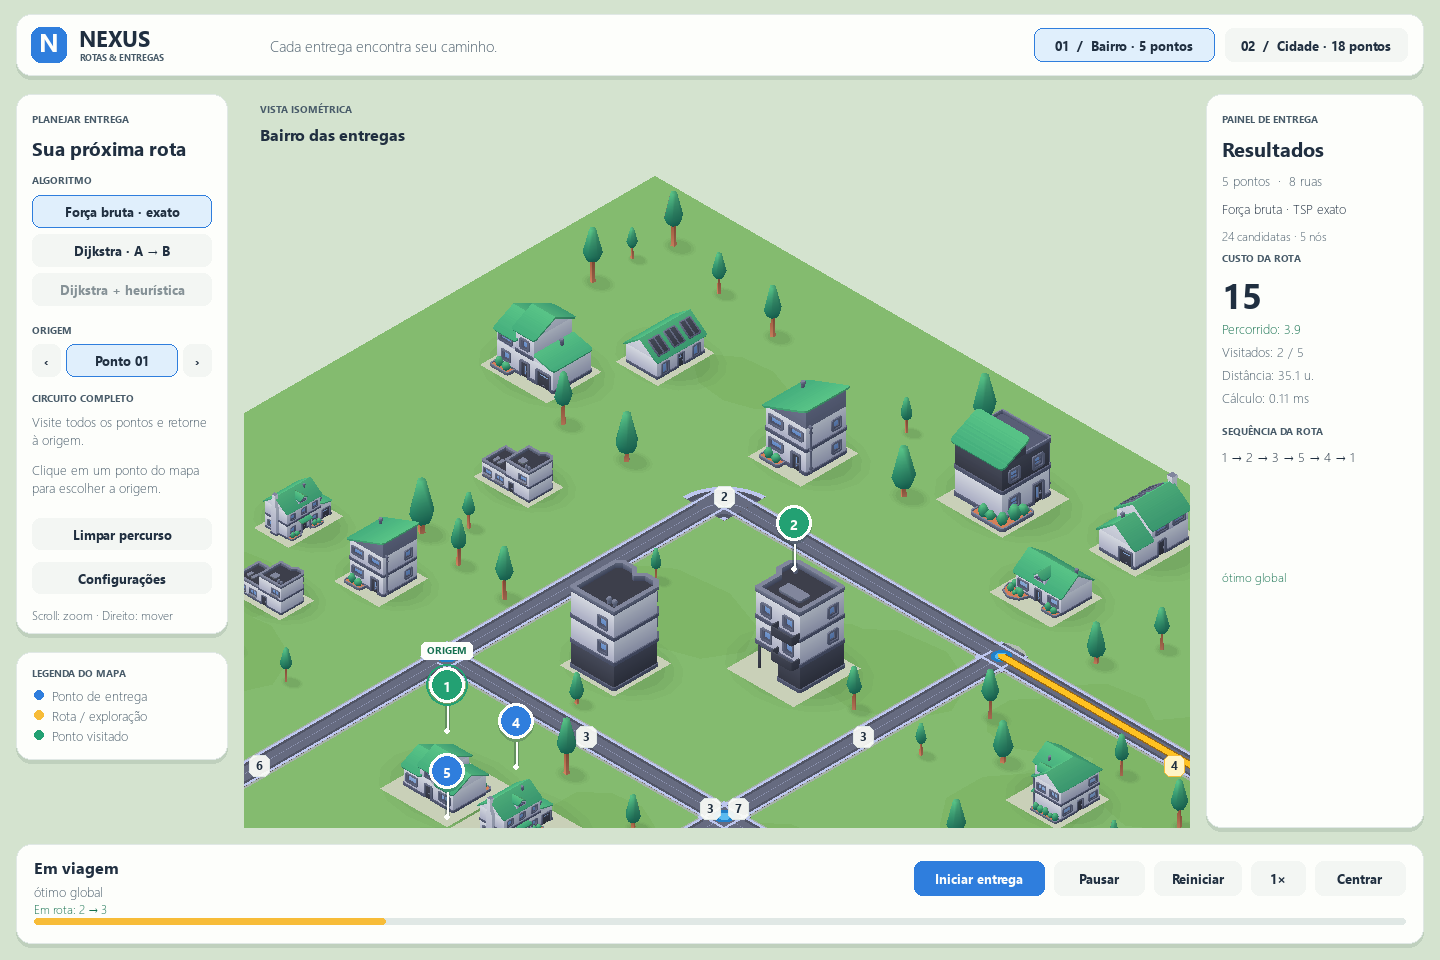 N
NEXUS
ROTAS & ENTREGAS
Cada entrega encontra seu caminho.
01 / Bairro · 5 pontos
02 / Cidade · 18 pontos
PLANEJAR ENTREGA
Sua próxima rota
ALGORITMO
Força bruta · exato
Dijkstra · A → B
Dijkstra + heurística
ORIGEM
‹ Ponto 01 ›
CIRCUITO COMPLETO
Visite todos os pontos e retorne
à origem.
Clique em um ponto do mapa
para escolher a origem.
Limpar percurso
Configurações
Scroll: zoom · Direito: mover
LEGENDA DO MAPA
Ponto de entrega
Rota / exploração
Ponto visitado
VISTA ISOMÉTRICA
Bairro das entregas
2
2
ORIGEM
1
4
3
3
5
6
4
3
7
PAINEL DE ENTREGA
Resultados
5 pontos · 8 ruas
Força bruta · TSP exato
24 candidatas · 5 nós
CUSTO DA ROTA
15
Percorrido: 3.9
Visitados: 2 / 5
Distância: 35.1 u.
Cálculo: 0.11 ms
SEQUÊNCIA DA ROTA
1 → 2 → 3 → 5 → 4 → 1
ótimo global
Em viagem
ótimo global
Em rota: 2 → 3
Iniciar entrega
Pausar
Reiniciar
1×
Centrar